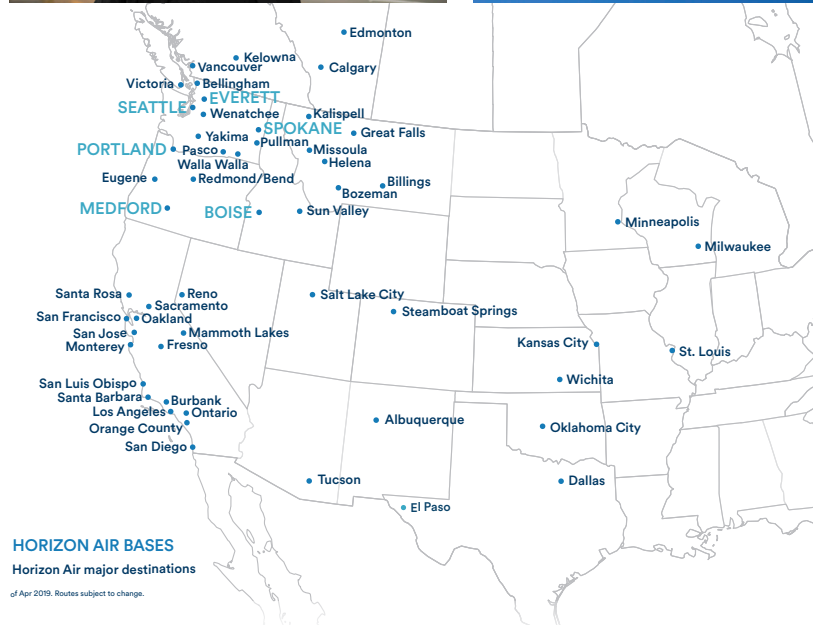 Edmonton
Kelowna
Vancouver
Calgary
Victoria
Bellingham
EVERETT
SEATTLE
Wenatchee
Kalispell
SPOKANE
Great Falls
Yakima
Pullman
PORTLAND
Pasco
Missoula
Walla Walla
Helena
Eugene
Redmond/Bend
Billings
Bozeman
MEDFORD
BOISE
Sun Valley
Minneapolis
Milwaukee
Santa Rosa
Reno
Salt Lake City
Sacramento
Steamboat Springs
San Francisco
Oakland
San Jose
Mammoth Lakes
Monterey
Fresno
Kansas City
St. Louis
San Luis Obispo
Wichita
Santa Barbara
Burbank
Los Angeles
Ontario
Albuquerque
Orange County
Oklahoma City
San Diego
Tucson
Dallas
El Paso
HORIZON AIR BASES
Horizon Air major destinations
of Apr 2019. Routes subject to change.